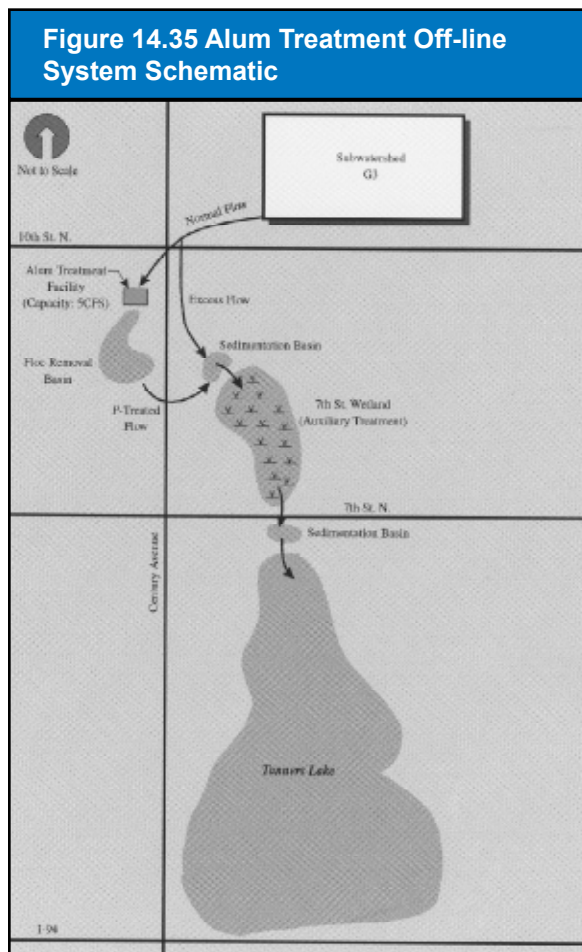 Figure 14.35 Alum Treatment Off-line
System Schematic
Not to Scale
Subwatershed
G3
Normal Flow
10th St. N.
Alum Treatment
Facility
(Capacity: 5CFS)
Excess Flow
Sedimentation Basin
Floc Removal
Basin
P-Treated
Flow
7th St. Wetland
(Auxiliary Treatment)
7th St. N.
Sedimentation Basin
Century Avenue
Tanners Lake
I-94